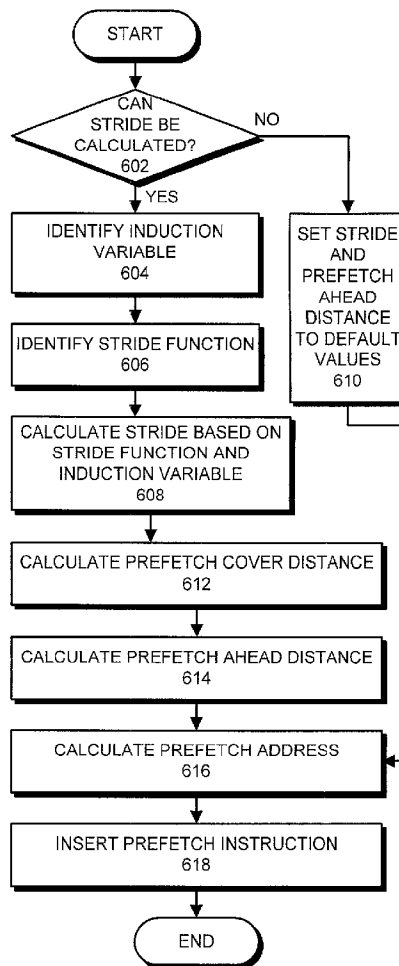 START
CAN
STRIDE BE
CALCULATED?
602
NO
YES
IDENTIFY INDUCTION
VARIABLE
604
SET STRIDE
AND
PREFETCH
AHEAD
DISTANCE
TO DEFAULT
VALUES
610
IDENTIFY STRIDE FUNCTION
606
CALCULATE STRIDE BASED ON
STRIDE FUNCTION AND
INDUCTION VARIABLE
608
CALCULATE PREFETCH COVER DISTANCE
612
CALCULATE PREFETCH AHEAD DISTANCE
614
CALCULATE PREFETCH ADDRESS
616
INSERT PREFETCH INSTRUCTION
618
END